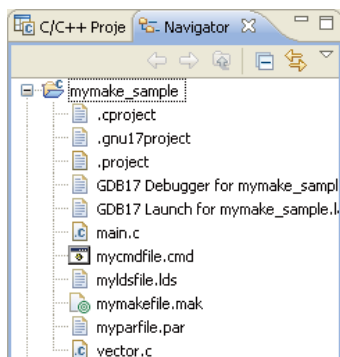 C/C++ Proje Navigator
mymake_sample
.cproject
.gnu17project
.project
GDB17 Debugger for mymake_sampl
GDB17 Launch for mymake_sample.l
main.c
mycmdfile.cmd
myldsfile.lds
mymakefile.mak
myparfile.par
vector.c